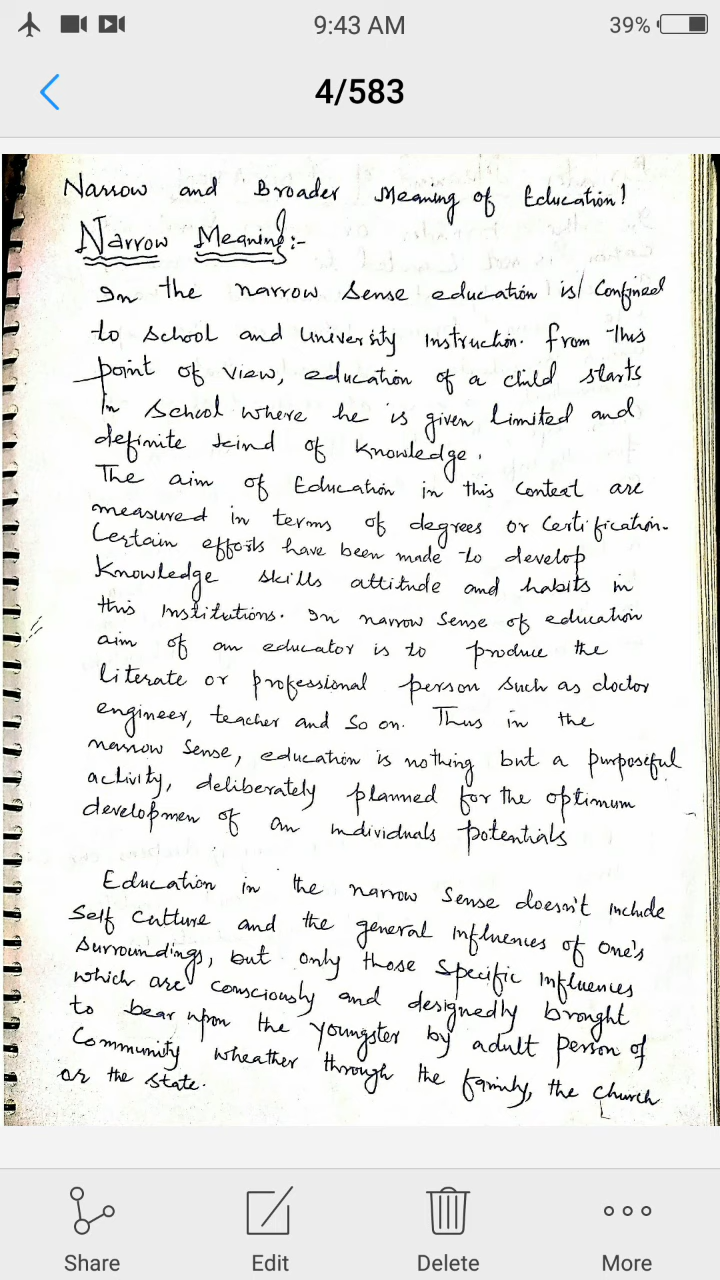 9:43 AM
39%
4/583
Narrow and Broader Meaning of Education!
Narrow Meaning:-
In the narrow sense education is/ Confined
to school and University Instruction. from this
point of view, education of a child starts
in school where he is given limited and
definite kind of knowledge.
The aim of Education in this context are
measured in terms of degrees or Certification.
Certain efforts have been made to develop
knowledge skills attitude and habits in
this Institutions. In narrow sense of education
aim of an educator is to produce the
literate or professional person such as doctor
engineer, teacher and so on. Thus in the
narrow sense, education is nothing but a purposeful
activity, deliberately planned for the optimum
developmen of an individuals potentials
Education in the narrow sense doesn't include
Self Culture and the general influences of one's
surroundings, but only those specific influences
which are consciously and designedly brought
to bear upon the youngster by adult person of
Community wheather through the family, the church
or the state.
Share Edit Delete More